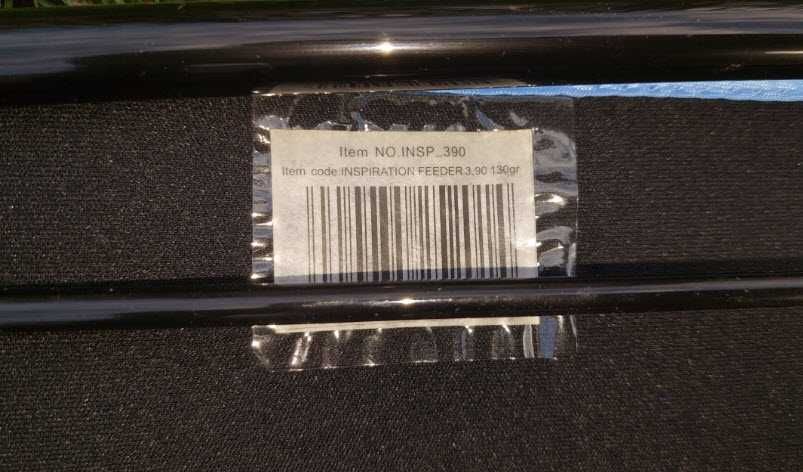 Item NO.INSP_390
Item code:INSPIRATION FEEDER 3,90 130gr